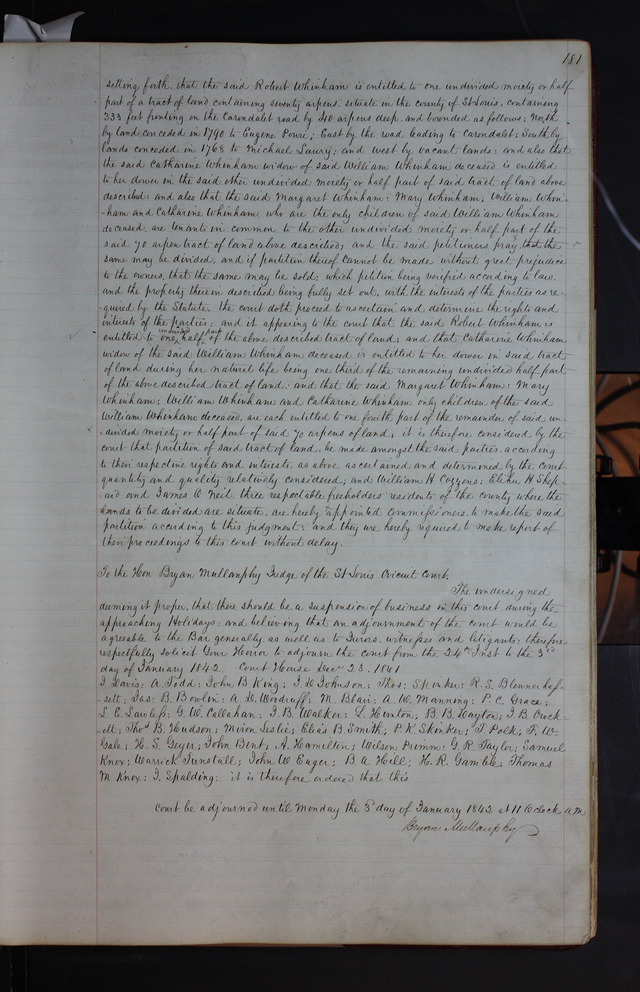 181
setting forth that the said Robert Whinham is entitled to one undivided moiety or half
part of a tract of land containing seventy arpens situate in the county of St Louis, containing
333 feet fronting on the Carondalet road by 40 arpens deep, and bounded as follows; North
by land conceded in 1790 to Eugene Pourè; East by the road leading to Carondalet; South by
lands conceded in 1768 to Michael Laury; and west by vacant lands: and also that
the said Catharine Whinham widow of said William Whinham deceased is entitled
to her dower in the said other undivided moiety or half part of said tract of land above
described: and also that the said Margaret Whinham; Mary Whinham, William Whin-
-ham and Catharine Whinham who are the only children of said William Whinham
deceased, are tenants in common to the other undivided moiety or half part of the
said 70 arpen tract of land above described; and the said petitioners pray, that the
same may be divided, and if partition thereof cannot be made without great prejudice
to the owners, that the same may be sold; which petition being verified according to law
and the property therein described being fully set out, with the interests of the parties as re-
-quired by the Statute, the court doth proceed to ascertain and determine the rights and
interests of the parties; and it appearing to the court that the said Robert Whinham is
entitled to one undivided half part of the above described tract of land; and that Catharine Whinham
widow of the said William Whinham deceased is entitled to her dower in said tract
of land during her natural life being one third of the remaining undivided half part
of the above described tract of land: and that the said Margaret Whinham: Mary
Whinham; William Whinham and Catharine Whinham only children of the said
William Whinham deceased, are each entitled to one fourth part of the remainder of said un-
-divided moiety or half part of said 70 arpens of land; it is therefore considered by the
court that partition of said tract of land, be made amongst the said parties according
to their respective rights and interests, as above ascertained and determined by the court
quantity and quality relatively considered; and William H Cozzens; Elihu H Shep-
-ard and James O Neil, three respectable freeholders residents of the county where the
Lands to be divided are situate, are hereby appointed commissioners to make the said
partition according to this judgment; and they are hereby required to make report of
their proceedings to this court without delay.
To the Hon Bryan Mullanphy Judge of the St Louis Circuit Court.
The undersigned
deeming it proper, that there should be a suspension of business in this court during the
approaching Holidays: and believing that an adjournment of the court would be
agreeable to the Bar generally, as well as to Jurors, witnesses and litigants; therefore
respectfully solicit Your Honor to adjourn the court from the 24th Inst to the 3rd
day of January 1842. Court House Decr 23. 1841
J Davis: A Todd: John B King: J D Johnson; Thos: Spinker: R. S. Blennerhas-
-sett; Jas: B. Bowlin: A. D. Woodruff; M. Blair; A. W. Manning: P. C. Grace;
L. E. Lawless: G. W. Callahan; J. B. Walker: L Hinton; B. B. Dayton; J. B. Crock-
-ett; Thos B. Hudson; Miron Leslie; Elias B. Smith; P. K. Skinker; T. Polk; F. W.
Gale; H. S. Geyer; John Bent; A. Hamilton; Wilson Primm: G. R. Taylor; Samuel
Knox; Warrick Tunstall; John W Eager; B A Hill; H. R. Gamble, Thomas
M Knox; J. Spalding: it is therefore ordered that this
court be adjourned until Monday the 3d day of January 1842 at 11 Oclock a.m.
Bryan Mullanphy